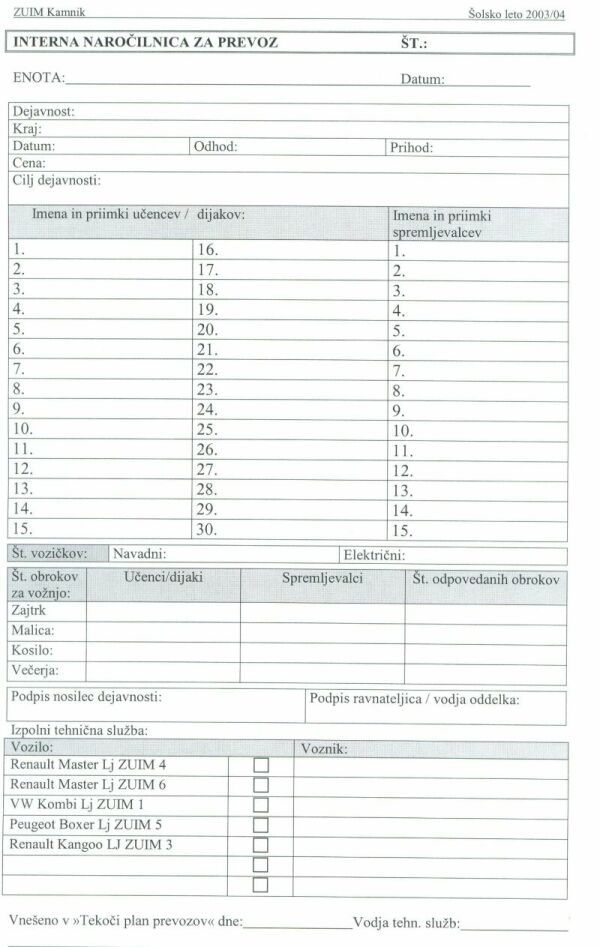 ZUIM Kamnik Šolsko leto 2003/04
INTERNA NAROČILNICA ZA PREVOZ ŠT.:
ENOTA: Datum:
Dejavnost:
Kraj:
Datum: Odhod: Prihod:
Cena:
Cilj dejavnosti:
Imena in priimki učencev / dijakov: Imena in priimki
spremljevalcev
1. 16. 1.
2. 17. 2.
3. 18. 3.
4. 19. 4.
5. 20. 5.
6. 21. 6.
7. 22. 7.
8. 23. 8.
9. 24. 9.
10. 25. 10.
11. 26. 11.
12. 27. 12.
13. 28. 13.
14. 29. 14.
15. 30. 15.
Št. vozičkov: Navadni: Električni:
Št. obrokov Učenci/dijaki Spremljevalci Št. odpovedanih obrokov
za vožnjo:
Zajtrk
Malica:
Kosilo:
Večerja:
Podpis nosilec dejavnosti: Podpis ravnateljica / vodja oddelka:
Izpolni tehnična služba:
Vozilo: Voznik:
Renault Master Lj ZUIM 4
Renault Master Lj ZUIM 6
VW Kombi Lj ZUIM 1
Peugeot Boxer Lj ZUIM 5
Renault Kangoo LJ ZUIM 3
Vnešeno v »Tekoči plan prevozov« dne: Vodja tehn. služb: